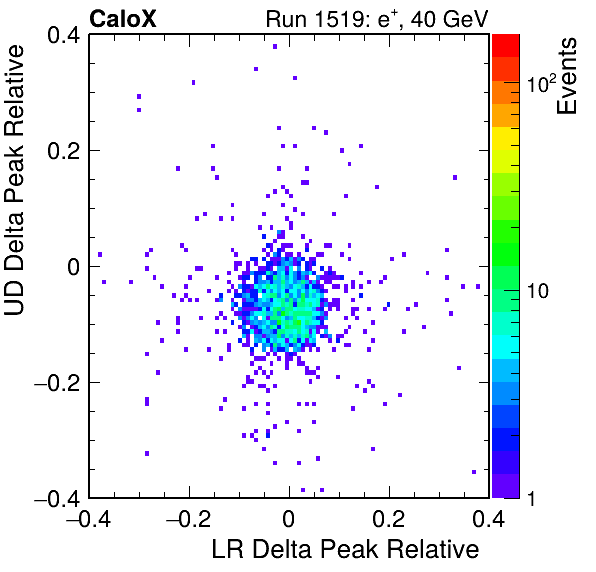 CaloX
Run 1519: e⁺, 40 GeV
UD Delta Peak Relative
0.4
0.2
0
−0.2
−0.4
−0.4
−0.2
0
0.2
0.4
LR Delta Peak Relative
Events
10²
10
1